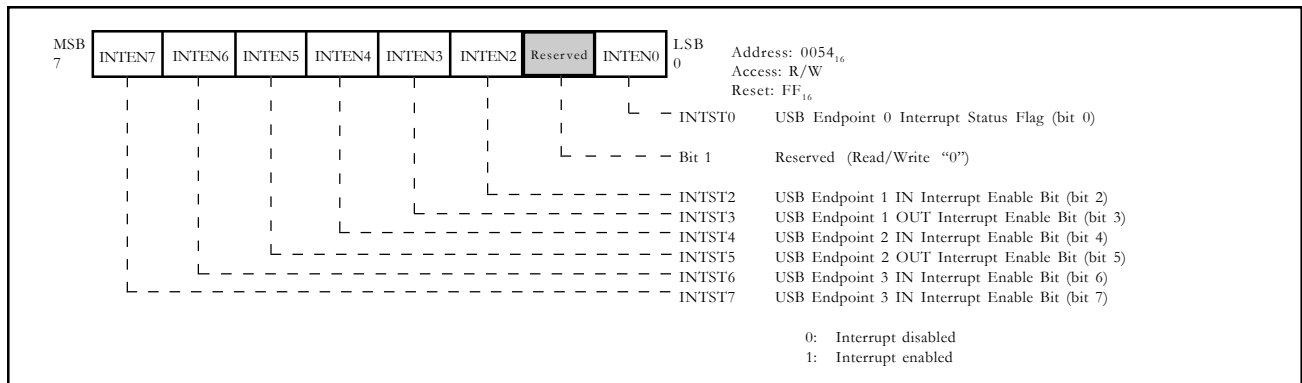 MSB
7
INTEN7 INTEN6 INTEN5 INTEN4 INTEN3 INTEN2 Reserved INTEN0
LSB
0
Address: 0054₁₆
Access: R/W
Reset: FF₁₆
INTST0 USB Endpoint 0 Interrupt Status Flag (bit 0)
Bit 1 Reserved (Read/Write “0”)
INTST2 USB Endpoint 1 IN Interrupt Enable Bit (bit 2)
INTST3 USB Endpoint 1 OUT Interrupt Enable Bit (bit 3)
INTST4 USB Endpoint 2 IN Interrupt Enable Bit (bit 4)
INTST5 USB Endpoint 2 OUT Interrupt Enable Bit (bit 5)
INTST6 USB Endpoint 3 IN Interrupt Enable Bit (bit 6)
INTST7 USB Endpoint 3 IN Interrupt Enable Bit (bit 7)
0: Interrupt disabled
1: Interrupt enabled